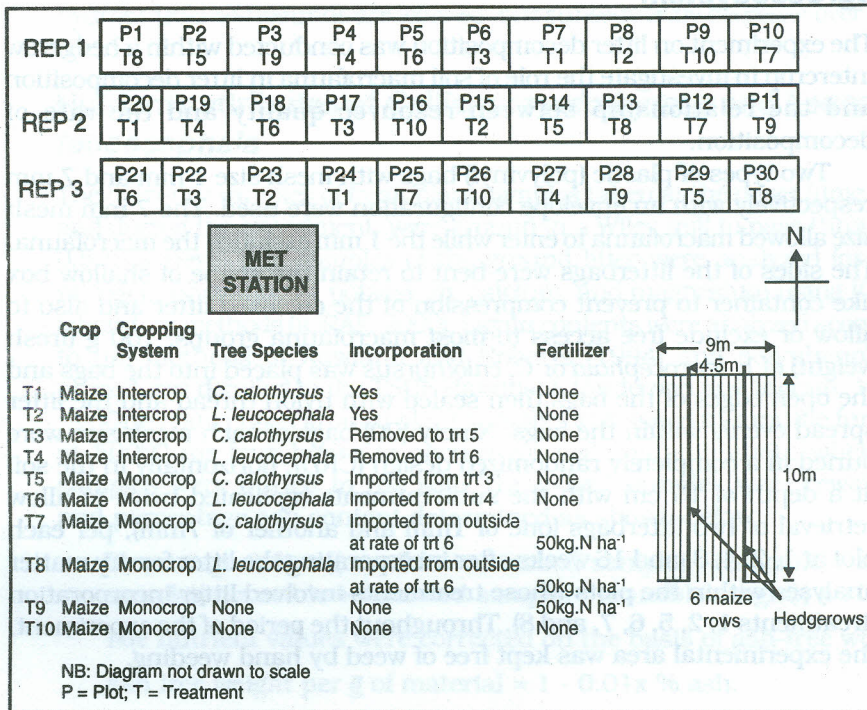 P1 P2 P3 P4 P5 P6 P7 P8 P9 P10
REP 1
T8 T5 T9 T4 T6 T3 T1 T2 T10 T7
P20 P19 P18 P17 P16 P15 P14 P13 P12 P11
REP 2
T1 T4 T6 T3 T10 T2 T5 T8 T7 T9
P21 P22 P23 P24 P25 P26 P27 P28 P29 P30
REP 3
T6 T3 T2 T1 T7 T10 T4 T9 T5 T8
MET
STATION
N
Crop Cropping System Tree Species Incorporation Fertilizer
T1 Maize Intercrop C. calothyrsus Yes None
T2 Maize Intercrop L. leucocephala Yes None
T3 Maize Intercrop C. calothyrsus Removed to trt 5 None
T4 Maize Intercrop L. leucocephala Removed to trt 6 None
T5 Maize Monocrop C. calothyrsus Imported from trt 3 None
T6 Maize Monocrop L. leucocephala Imported from trt 4 None
T7 Maize Monocrop C. calothyrsus Imported from outside
at rate of trt 5 50kg.N ha-1
T8 Maize Monocrop L. leucocephala Imported from outside
at rate of trt 6 50kg.N ha-1
T9 Maize Monocrop None None 50kg.N ha-1
T10 Maize Monocrop None None None
9m
4.5m
10m
6 maize
rows
Hedgerows
NB: Diagram not drawn to scale
P = Plot; T = Treatment